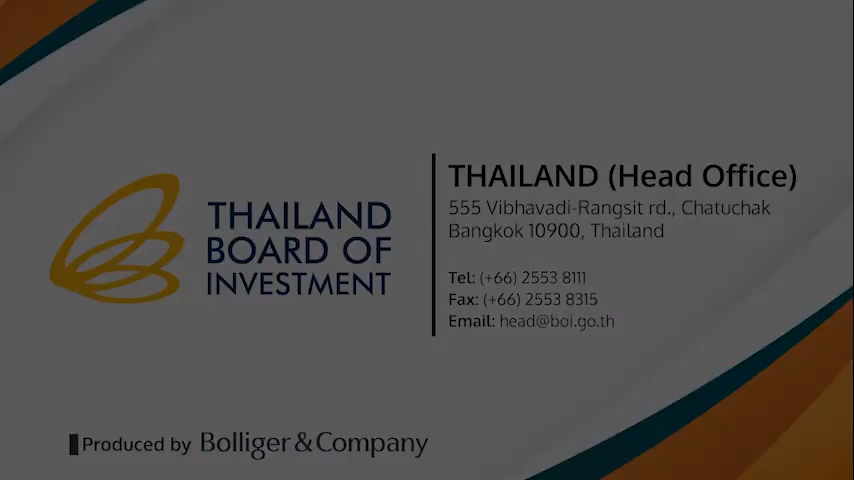 THAILAND
BOARD OF
INVESTMENT
THAILAND (Head Office)
555 Vibhavadi-Rangsit rd., Chatuchak
Bangkok 10900, Thailand
Tel: (+66) 2553 8111
Fax: (+66) 2553 8315
Email: head@boi.go.th
Produced by Bolliger & Company